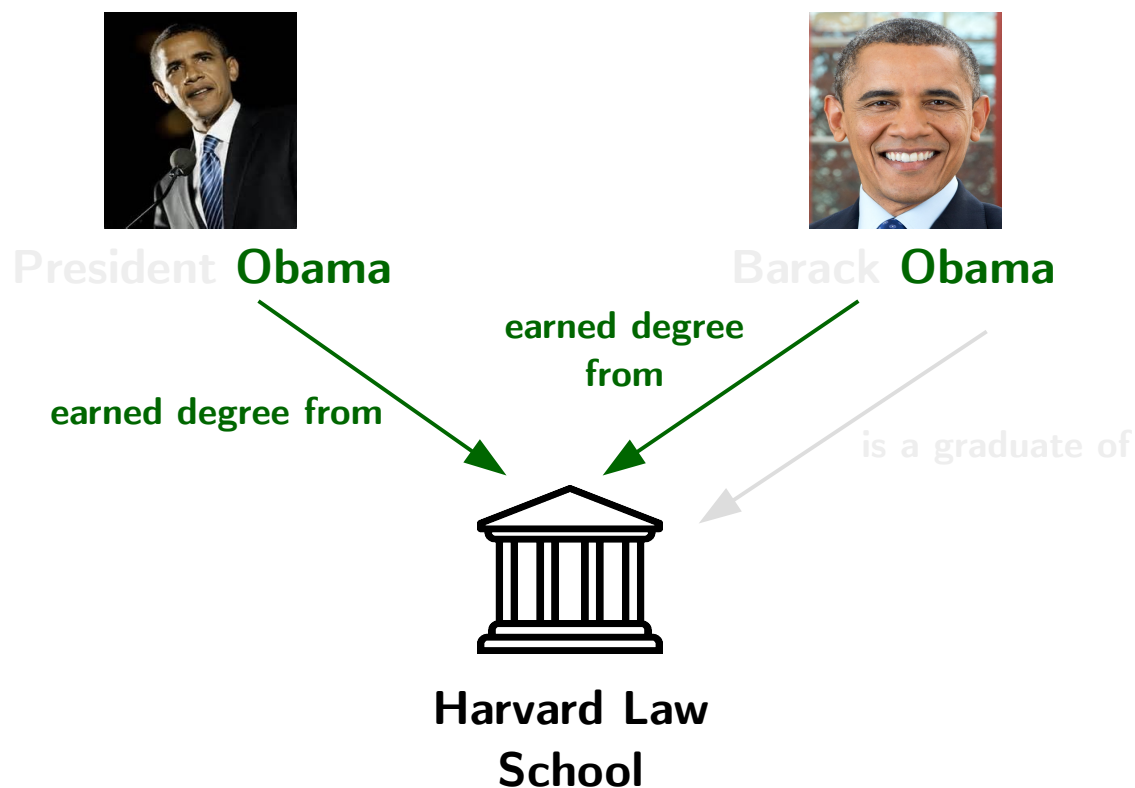 President Obama
Barack Obama
earned degree
from
earned degree from
is a graduate of
Harvard Law
School